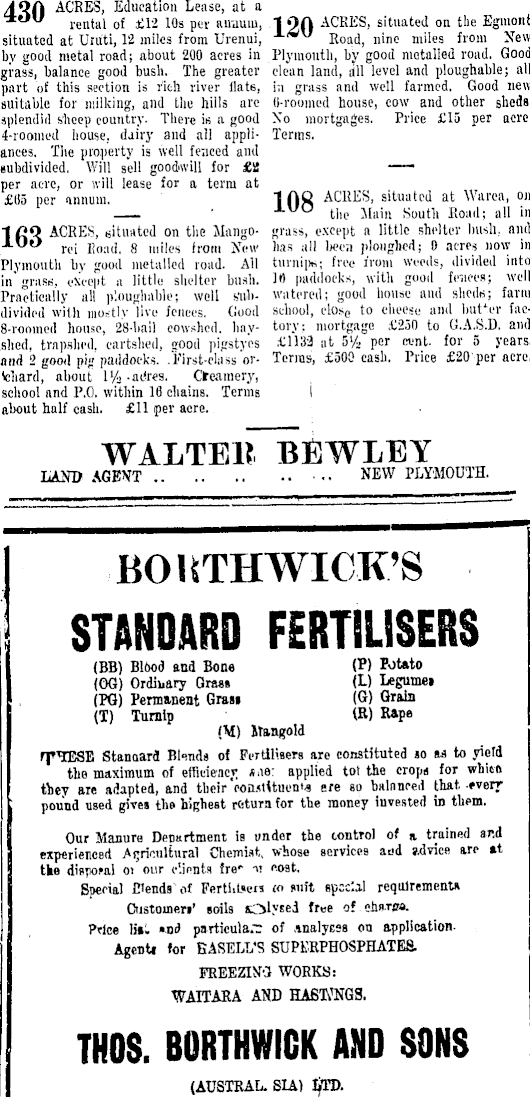 430 ACRES, Education Lease, at a
rental of £12 10s per annum,
situated at Uruti, 12 miles from Urenui,
by good metal road; about 200 acres in
grass, balance good bush. The greater
part of this section is rich river flats,
suitable for milking, and the hills are
splendid sheep country. There is a good
4-roomed house, dairy and all appli-
ances. The property is well fenced and
subdivided. Will sell goodwill for £2
per acre, or will lease for a term at
£65 per annum.
163 ACRES, situated on the Mango-
rei Road, 8 miles from New
Plymouth by good metalled road. All
in grass, except a little shelter bush.
Practically all ploughable; well sub-
divided with mostly live fences. Good
8-roomed house, 28-bail cowshed, hay-
shed, trapshed, cartshed, good pigstyes
and 2 good pig paddocks. First-class or-
chard, about 1½ acres. Creamery,
school and P.O. within 16 chains. Terms
about half cash. £11 per acre.
120 ACRES, situated on the Egmont
Road, nine miles from New
Plymouth, by good metalled road. Good
clean land, all level and ploughable; all
in grass and well farmed. Good new
6-roomed house, cow and other sheds
No mortgages. Price £15 per acre
Terms.
108 ACRES, situated at Warea, on
the Main South Road; all in
grass, except a little shelter bush, and
has all been ploughed; 9 acres now in
turnips; free from weeds, divided into
10 paddocks, with good fences; well
watered; good house and sheds; farm
school, close to cheese and butter fac-
tory; mortgage £250 to G.A.S.D. and
£1132 at 5½ per cent. for 5 years
Terms, £500 cash. Price £20 per acre.
WALTER BEWLEY
LAND AGENT .. .. .. .. .. NEW PLYMOUTH.
BORTHWICK'S
STANDARD FERTILISERS
(BB) Blood and Bone
(OG) Ordinary Grass
(PG) Permanent Grass
(T) Turnip
(P) Potato
(L) Legumes
(G) Grain
(R) Rape
(M) Mangold
THESE Standard Blends of Fertilisers are constituted so as to yield
the maximum of efficiency applied tot the crops for which
they are adapted, and their constituents are so balanced that every
pound used gives the highest return for the money invested in them.
Our Manure Department is under the control of a trained and
experienced Agricultural Chemist, whose services and advice are at
the disposal of our clients free of cost.
Special Blends of Fertilisers to suit special requirements
Customers' soils analysed free of charge.
Price list and particulars of analyses on application.
Agents for HASELL'S SUPERPHOSPHATES.
FREEZING WORKS:
WAITARA AND HASTINGS.
THOS. BORTHWICK AND SONS
(AUSTRALASIA) LTD.